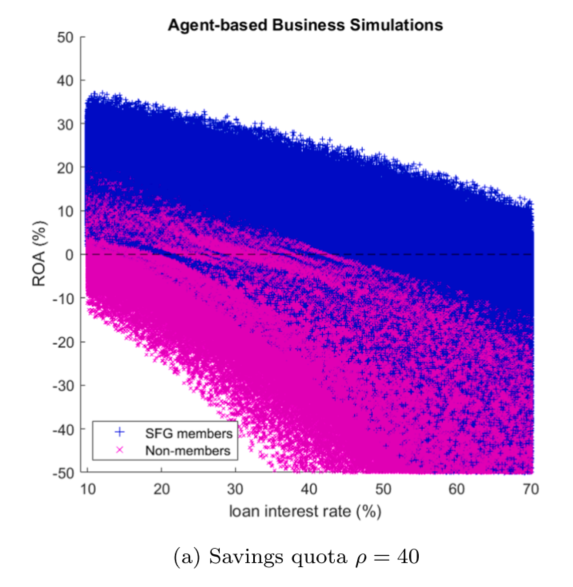 Agent-based Business Simulations
50
40
30
20
10
0
-10
-20
-30
-40
-50
ROA (%)
SFG members
Non-members
10 20 30 40 50 60 70
loan interest rate (%)
(a) Savings quota ρ = 40